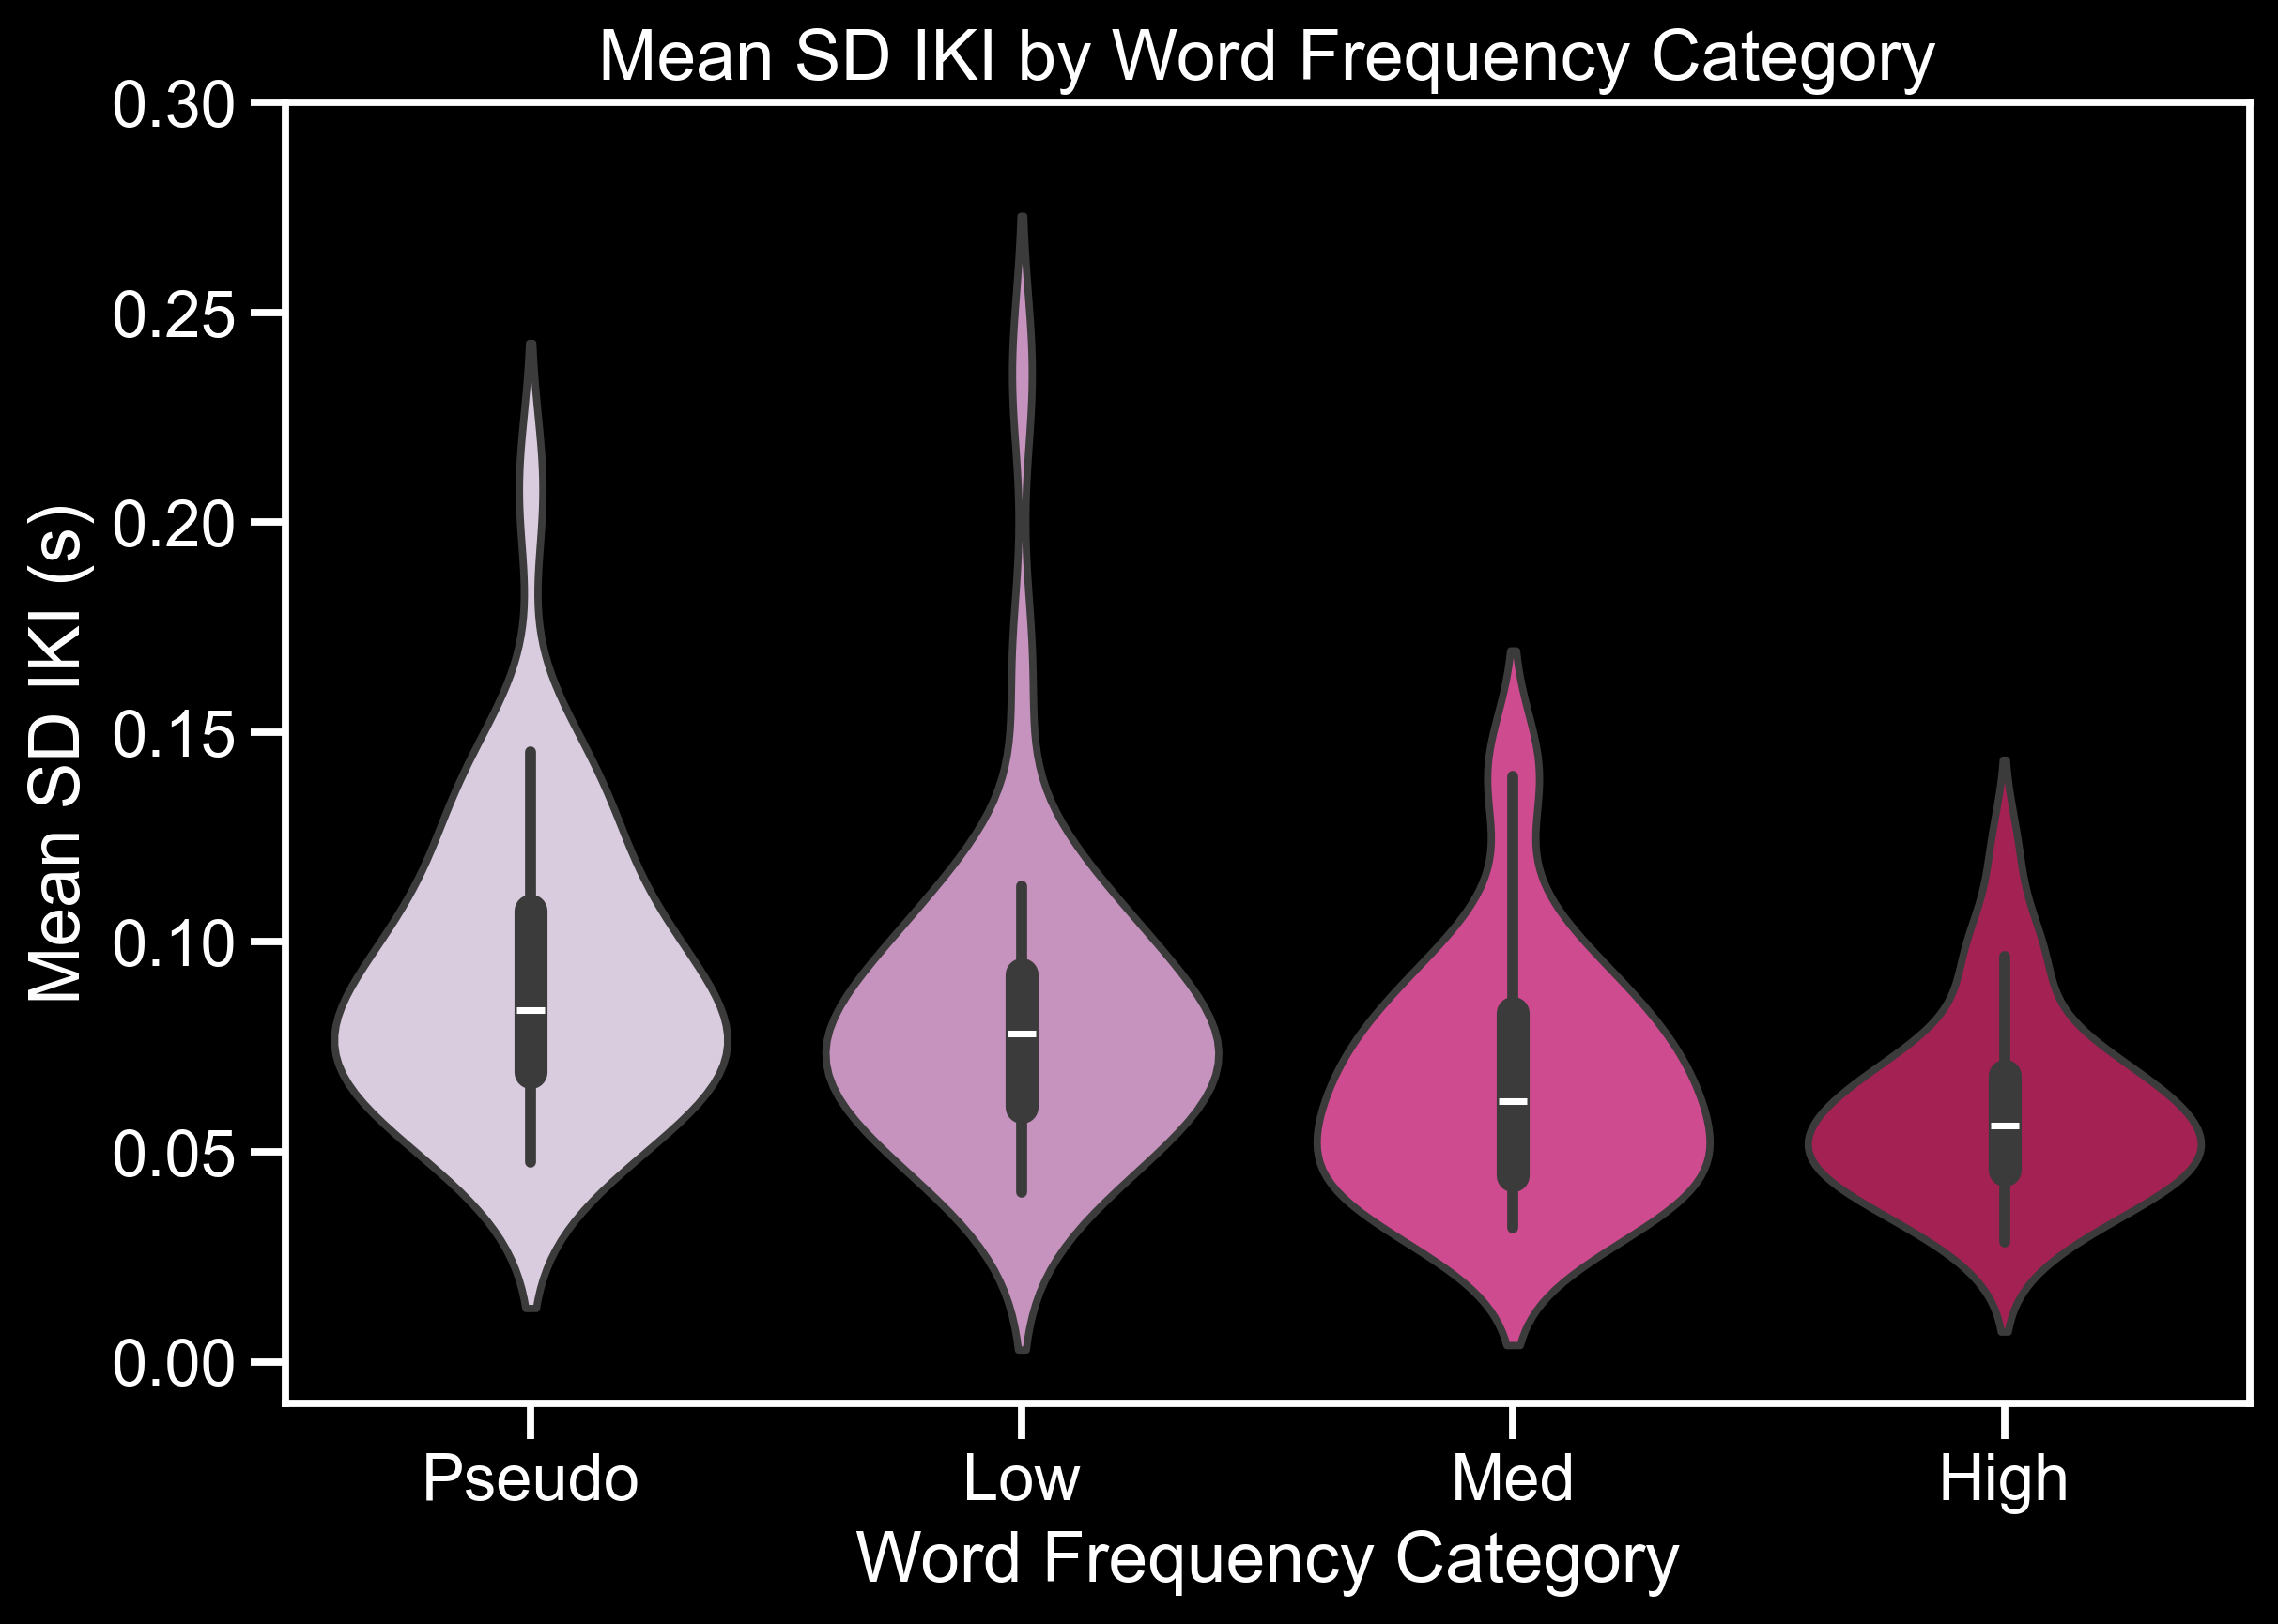 Mean SD IKI by Word Frequency Category
0.30
0.25
0.20
0.15
0.10
0.05
0.00
Mean SD IKI (s)
Pseudo Low Med High
Word Frequency Category